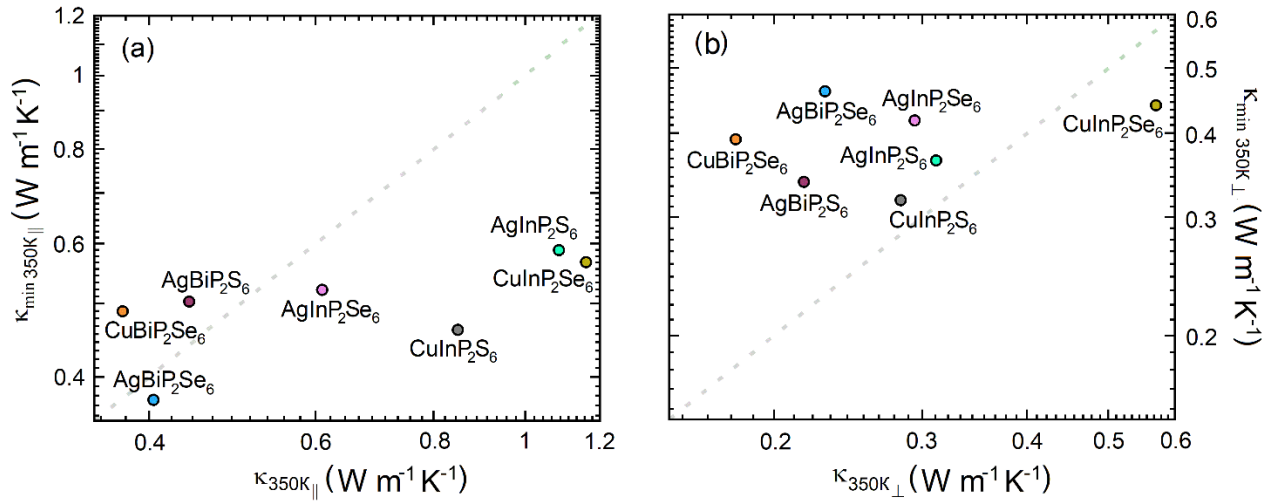 (a)
1.2
1
0.8
0.6
0.4
κmin 350K∥ (W m⁻¹ K⁻¹)
AgInP₂S₆
CuInP₂Se₆
AgBiP₂S₆
AgInP₂Se₆
CuBiP₂Se₆
CuInP₂S₆
AgBiP₂Se₆
0.4 0.6 0.8 1 1.2
κ350K∥ (W m⁻¹ K⁻¹)
(b)
0.6
0.5
0.4
0.3
0.2
κmin 350K⊥ (W m⁻¹ K⁻¹)
AgBiP₂Se₆
AgInP₂Se₆
CuInP₂Se₆
CuBiP₂Se₆
AgInP₂S₆
AgBiP₂S₆
CuInP₂S₆
0.2 0.3 0.5 0.6
κ350K⊥ (W m⁻¹ K⁻¹)